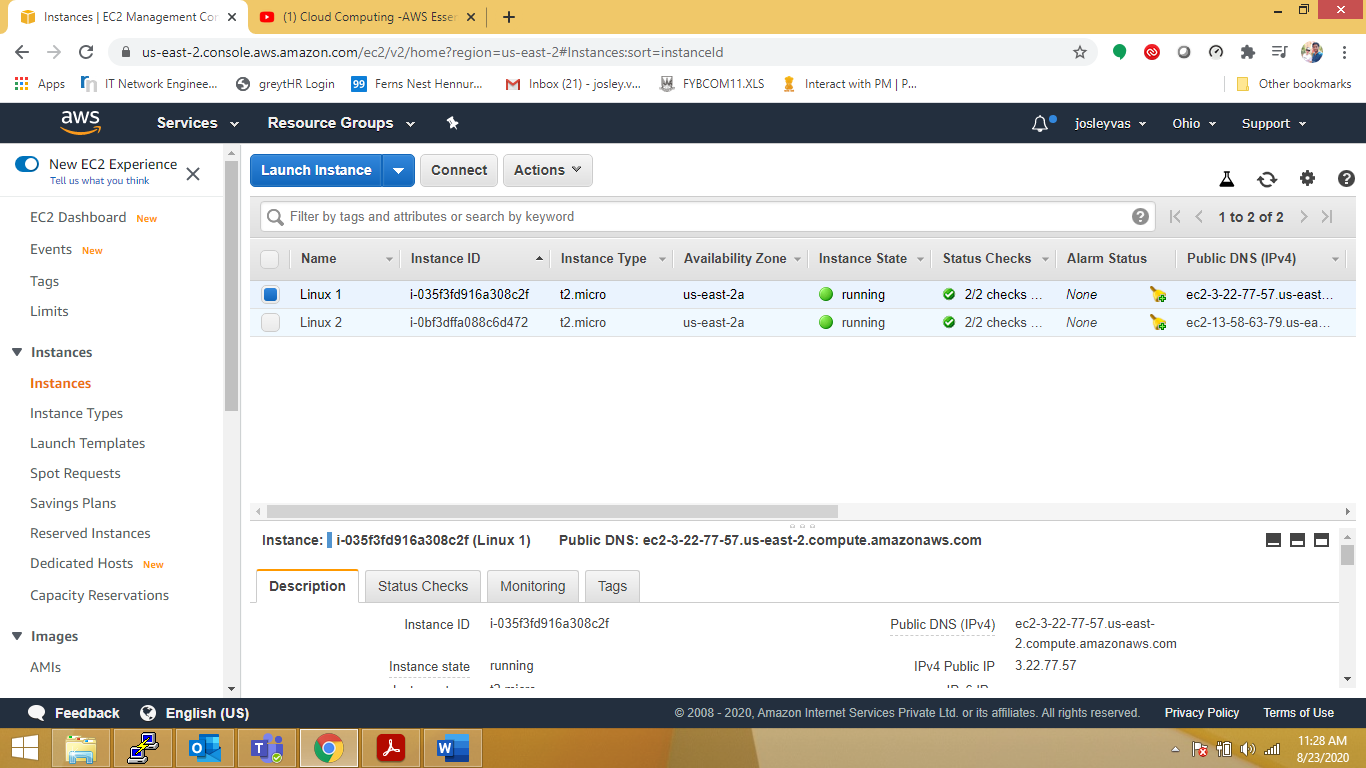 Instances | EC2 Management Con
(1) Cloud Computing -AWS Essen
us-east-2.console.aws.amazon.com/ec2/v2/home?region=us-east-2#Instances:sort=instanceId
Apps
IT Network Enginee...
greytHR Login
99
Ferns Nest Hennur...
Inbox (21) - josley.v...
FYBCOM11.XLS
Interact with PM | P...
Other bookmarks
aws
Services
Resource Groups
josleyvas
Ohio
Support
New EC2 Experience
Tell us what you think
EC2 Dashboard New
Events New
Tags
Limits
Instances
Instances
Instance Types
Launch Templates
Spot Requests
Savings Plans
Reserved Instances
Dedicated Hosts New
Capacity Reservations
Images
AMIs
Launch Instance
Connect
Actions
Filter by tags and attributes or search by keyword
1 to 2 of 2
Name Instance ID Instance Type Availability Zone Instance State Status Checks Alarm Status Public DNS (IPv4)
Linux 1 i-035f3fd916a308c2f t2.micro us-east-2a running 2/2 checks ... None ec2-3-22-77-57.us-east...
Linux 2 i-0bf3dffa088c6d472 t2.micro us-east-2a running 2/2 checks ... None ec2-13-58-63-79.us-ea...
Instance: i-035f3fd916a308c2f (Linux 1) Public DNS: ec2-3-22-77-57.us-east-2.compute.amazonaws.com
Description
Status Checks
Monitoring
Tags
Instance ID i-035f3fd916a308c2f
Public DNS (IPv4) ec2-3-22-77-57.us-east-
2.compute.amazonaws.com
Instance state running
IPv4 Public IP 3.22.77.57
Feedback
English (US)
© 2008 - 2020, Amazon Internet Services Private Ltd. or its affiliates. All rights reserved.
Privacy Policy
Terms of Use
11:28 AM
8/23/2020